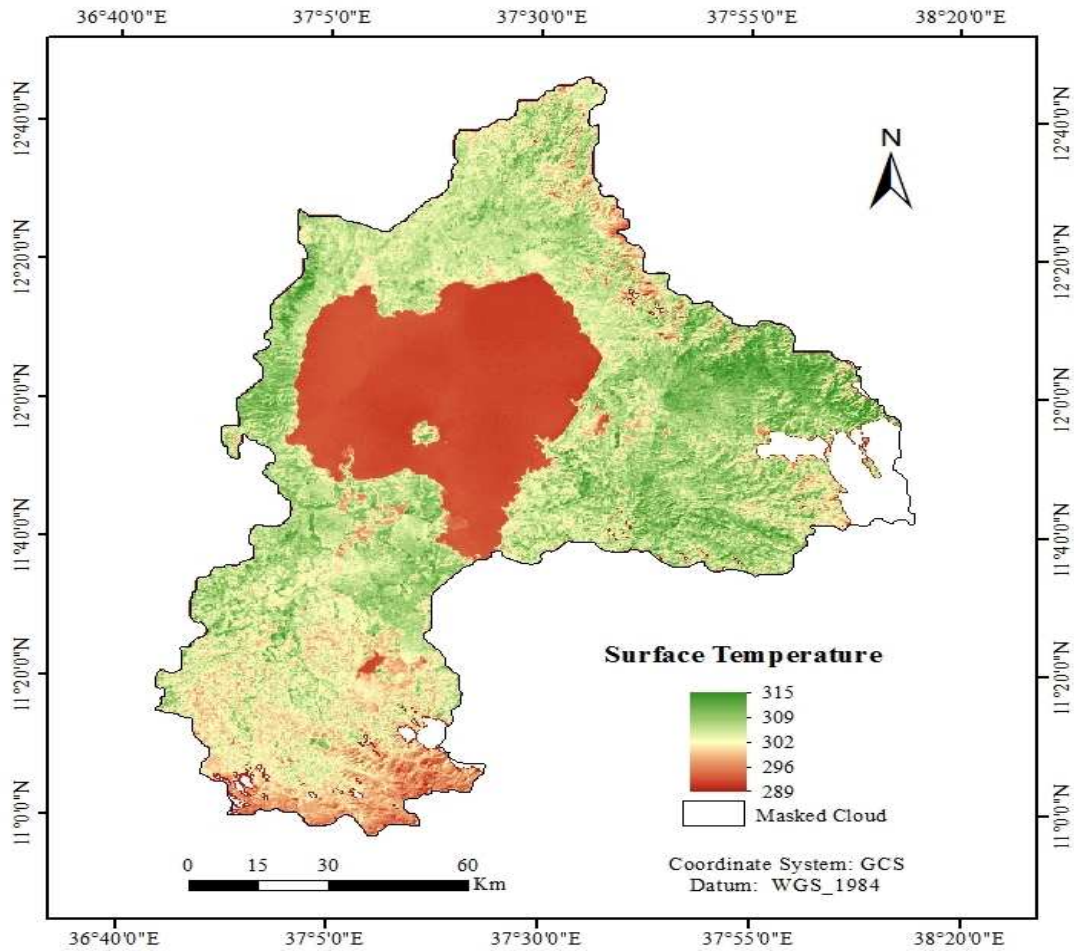 36°40'0"E 37°5'0"E 37°30'0"E 37°55'0"E 38°20'0"E
12°40'0"N 12°40'0"N
N
12°20'0"N 12°20'0"N
12°0'0"N 12°0'0"N
11°40'0"N 11°40'0"N
Surface Temperature
11°20'0"N 11°20'0"N
315
309
302
296
289
Masked Cloud
11°0'0"N 11°0'0"N
0 15 30 60
Km
Coordinate System: GCS
Datum: WGS_1984
36°40'0"E 37°5'0"E 37°30'0"E 37°55'0"E 38°20'0"E